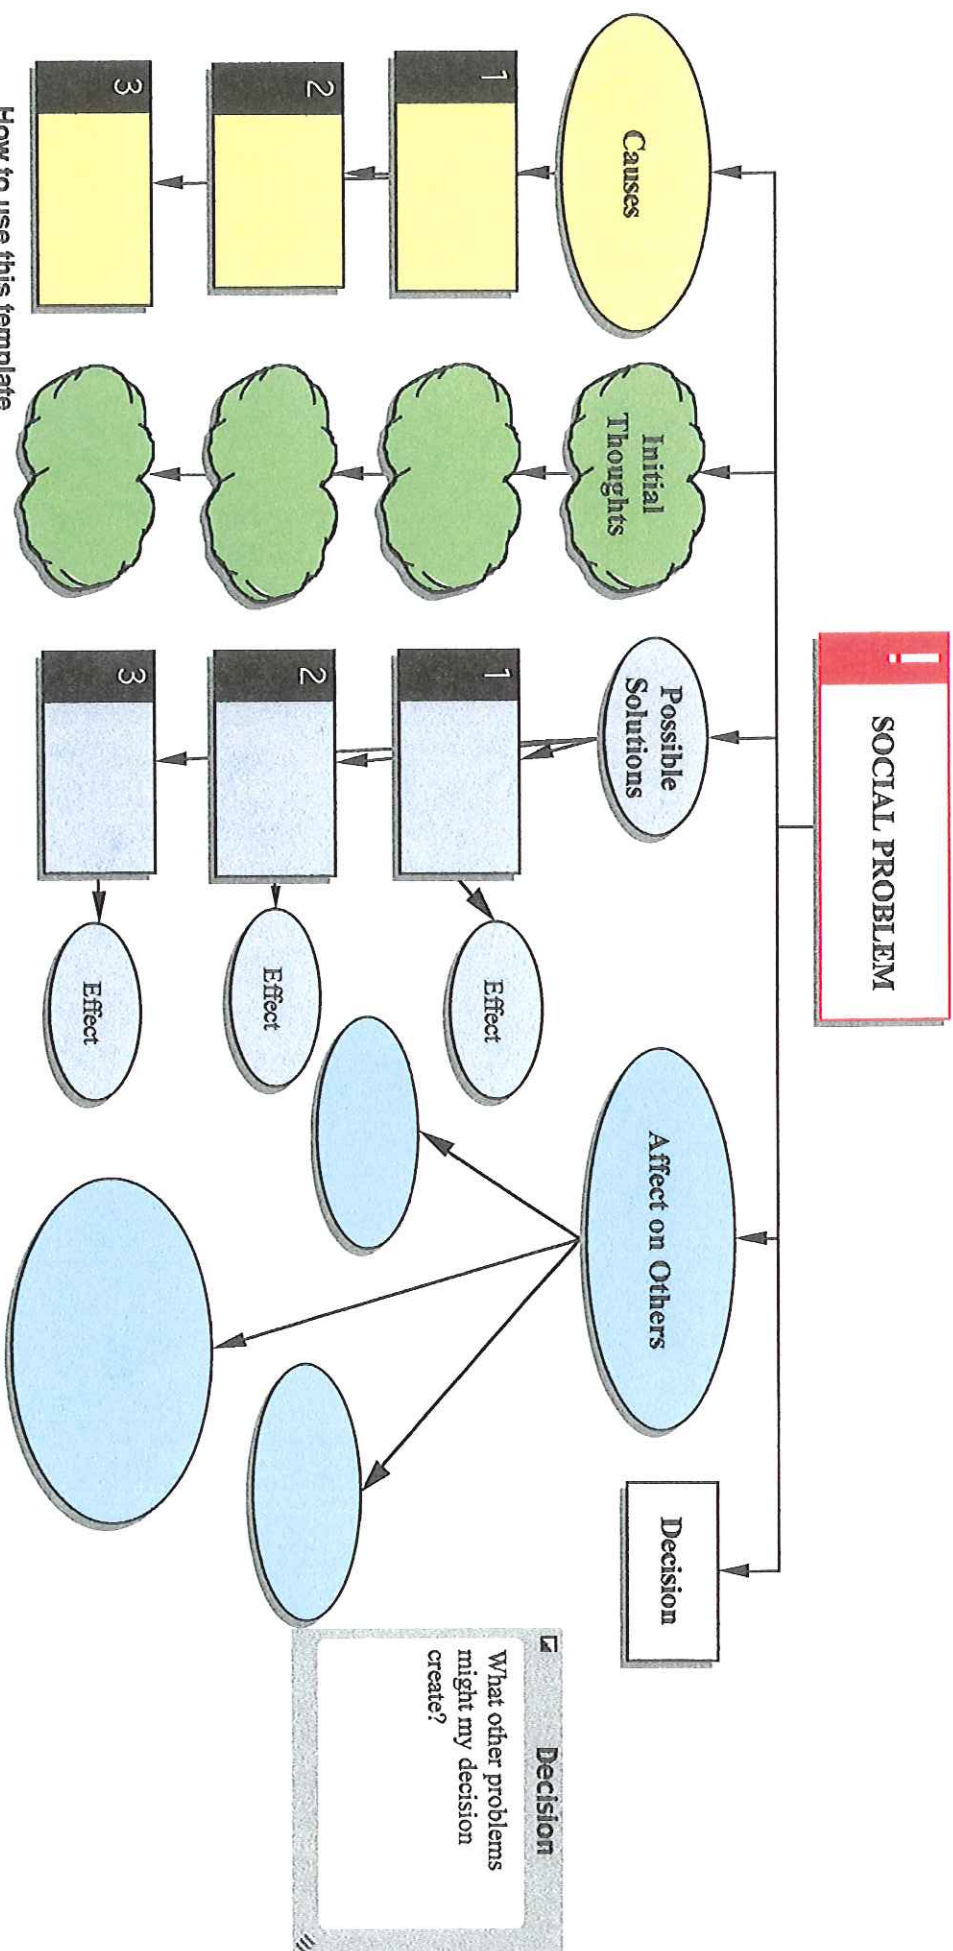 !
SOCIAL PROBLEM
Causes
1
2
3
Initial
Thoughts
Possible
Solutions
1
2
3
Effect
Effect
Effect
Affect on Others
Decision
Decision
What other problems
might my decision
create?
How to use this template